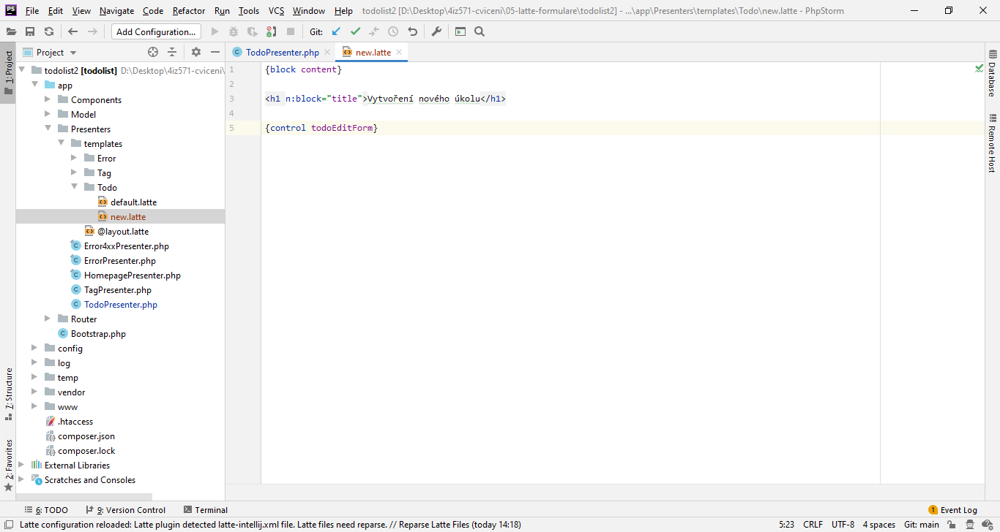 PS File Edit View Navigate Code Refactor Run Tools VCS Window Help todolist2 [D:\Desktop\4iz571-cviceni\05-latte-formulare\todolist2] - ...\app\Presenters\templates\Todo\new.latte - PhpStorm
Add Configuration... Git:
Project
TodoPresenter.php
new.latte
1: Project
7: Structure
2: Favorites
todolist2 [todolist] D:\Desktop\4iz571-cviceni\
app
Components
Model
Presenters
templates
Error
Tag
Todo
default.latte
new.latte
@layout.latte
Error4xxPresenter.php
ErrorPresenter.php
HomepagePresenter.php
TagPresenter.php
TodoPresenter.php
Router
Bootstrap.php
config
log
temp
vendor
www
.htaccess
composer.json
composer.lock
External Libraries
Scratches and Consoles
1 {block content}
2
3 <h1 n:block="title">Vytvoření nového úkolu</h1>
4
5 {control todoEditForm}
Database
Remote Host
6: TODO 9: Version Control Terminal 1 Event Log
Latte configuration reloaded: Latte plugin detected latte-intellij.xml file. Latte files need reparse. // Reparse Latte Files (today 14:18) 5:23 CRLF UTF-8 4 spaces Git: main